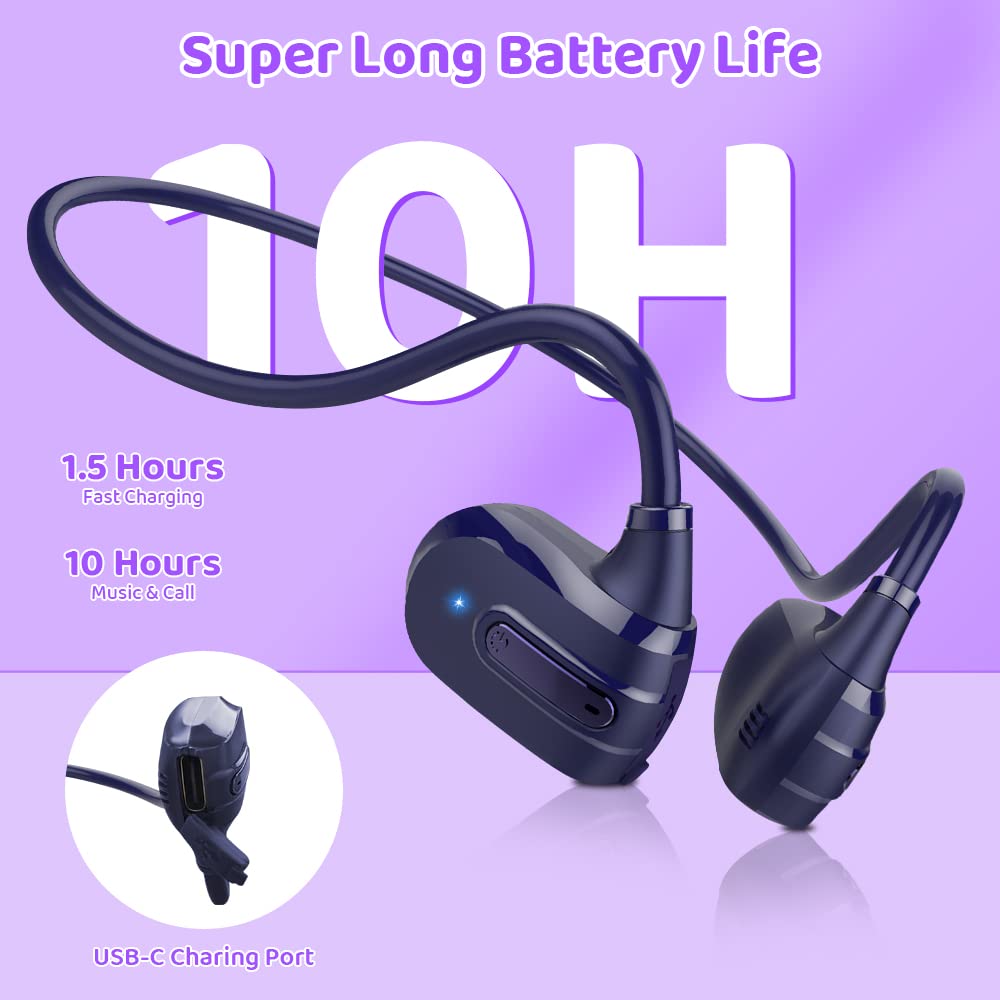 Super Long Battery Life
10H
1.5 Hours
Fast Charging
10 Hours
Music & Call
USB-C Charing Port